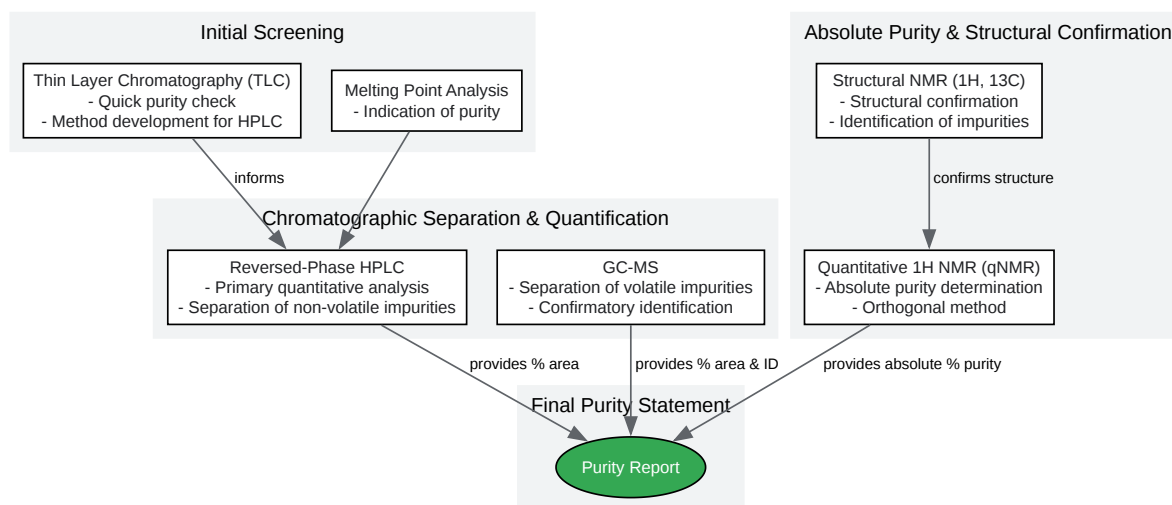 Initial Screening
Thin Layer Chromatography (TLC)
- Quick purity check
- Method development for HPLC
Melting Point Analysis
- Indication of purity
Absolute Purity & Structural Confirmation
Structural NMR (1H, 13C)
- Structural confirmation
- Identification of impurities
informs
confirms structure
Chromatographic Separation & Quantification
Reversed-Phase HPLC
- Primary quantitative analysis
- Separation of non-volatile impurities
GC-MS
- Separation of volatile impurities
- Confirmatory identification
Quantitative 1H NMR (qNMR)
- Absolute purity determination
- Orthogonal method
provides % area
provides % area & ID
provides absolute % purity
Final Purity Statement
Purity Report